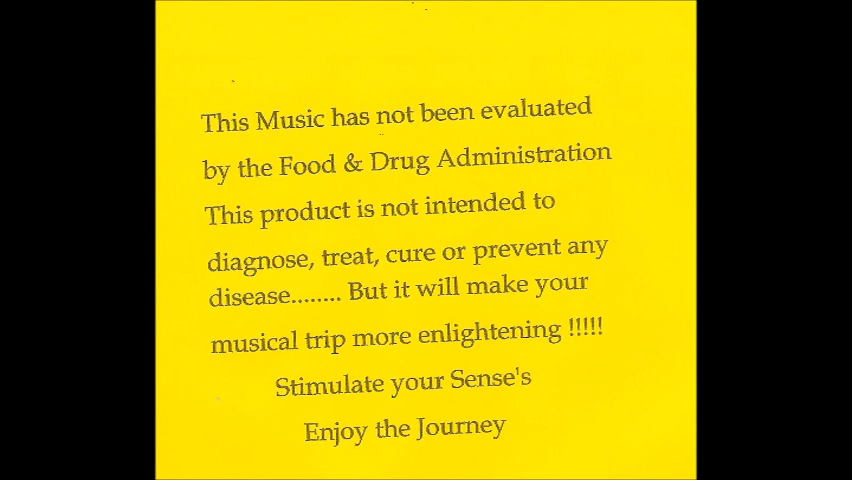 This Music has not been evaluated
by the Food & Drug Administration
This product is not intended to
diagnose, treat, cure or prevent any
disease........ But it will make your
musical trip more enlightening !!!!!
Stimulate your Sense's
Enjoy the Journey